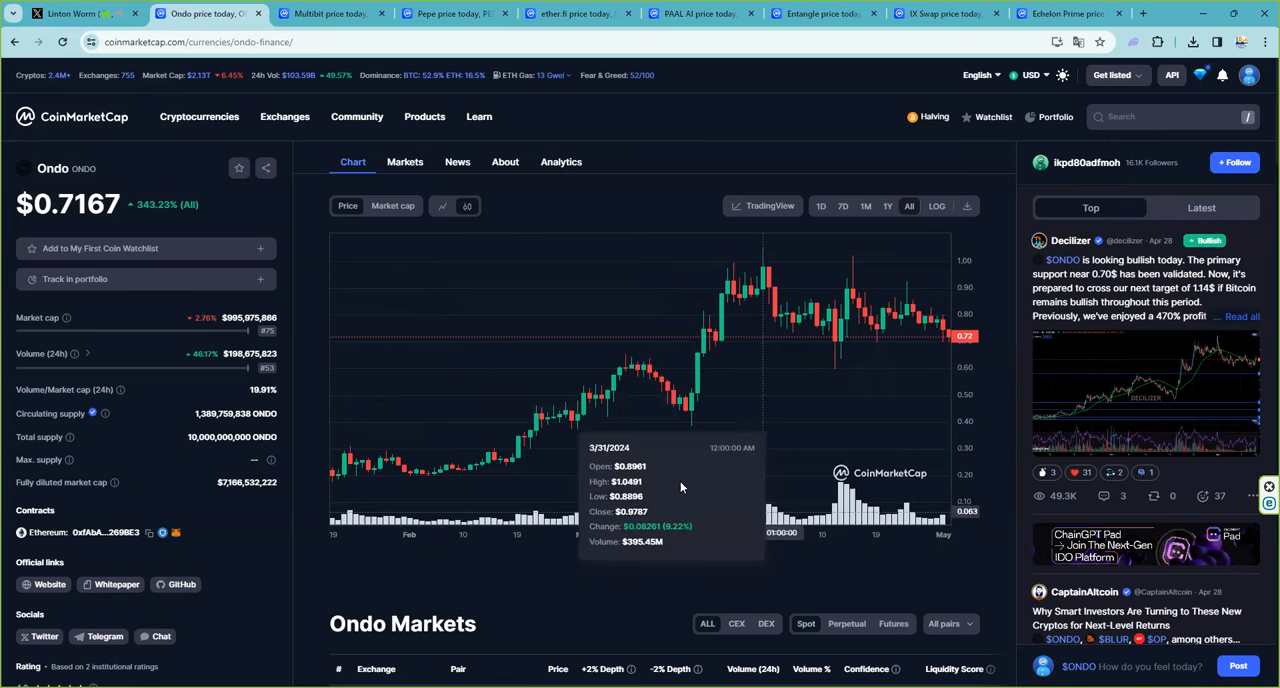 Linton Worm (
Ondo price today, O
Multibit price today,
Pepe price today, PE
ether.fi price today,
PAAL AI price today,
Entangle price today,
IX Swap price today,
Echelon Prime price
coinmarketcap.com/currencies/ondo-finance/
Cryptos: 2.4M+ Exchanges: 755 Market Cap: $2.13T 6.45% 24h Vol: $103.59B 49.57% Dominance: BTC: 52.9% ETH: 16.5% ETH Gas: 13 Gwei Fear & Greed: 52/100
English USD Get listed API
CoinMarketCap Cryptocurrencies Exchanges Community Products Learn
Halving Watchlist Portfolio Search /
Ondo ONDO
$0.7167 343.23% (All)
Add to My First Coin Watchlist +
Track in portfolio +
Market cap 2.76% $995,975,866
#75
Volume (24h) 46.17% $198,675,823
#53
Volume/Market cap (24h) 19.91%
Circulating supply 1,389,759,838 ONDO
Total supply 10,000,000,000 ONDO
Max. supply --
Fully diluted market cap $7,166,532,222
Contracts
Ethereum: 0xfAbA...269BE3
Official links
Website Whitepaper GitHub
Socials
Twitter Telegram Chat
Rating · Based on 2 institutional ratings
Chart Markets News About Analytics
Price Market cap
TradingView 1D 7D 1M 1Y All LOG
1.00
0.90
0.80
0.72
0.60
0.50
0.40
0.30
0.20
0.10
0.063
3/31/2024 12:00:00 AM
Open: $0.8961
High: $1.0491
Low: $0.8896
Close: $0.9787
Change: $0.08261 (9.22%)
Volume: $395.45M
CoinMarketCap
19 Feb 10 19 01:00:00 10 19 May
Ondo Markets
ALL CEX DEX Spot Perpetual Futures All pairs
# Exchange Pair Price +2% Depth -2% Depth Volume (24h) Volume % Confidence Liquidity Score
ikpd80adfmoh 16.1K Followers + Follow
Top Latest
Decilizer @decilizer · Apr 28 Bullish
$ONDO is looking bullish today. The primary
support near 0.70$ has been validated. Now, it's
prepared to cross our next target of 1.14$ if Bitcoin
remains bullish throughout this period.
Previously, we've enjoyed a 470% profit ... Read all
DECILIZER
3 31 2 1
49.3K 3 0 37 ...
ChainGPT Pad
→ Join The Next-Gen
IDO Platform
Pad
CaptainAltcoin @CaptainAltcoin · Apr 28
Why Smart Investors Are Turning to These New
Cryptos for Next-Level Returns
$ONDO, $BLUR, $OP, among others...
$ONDO How do you feel today? Post